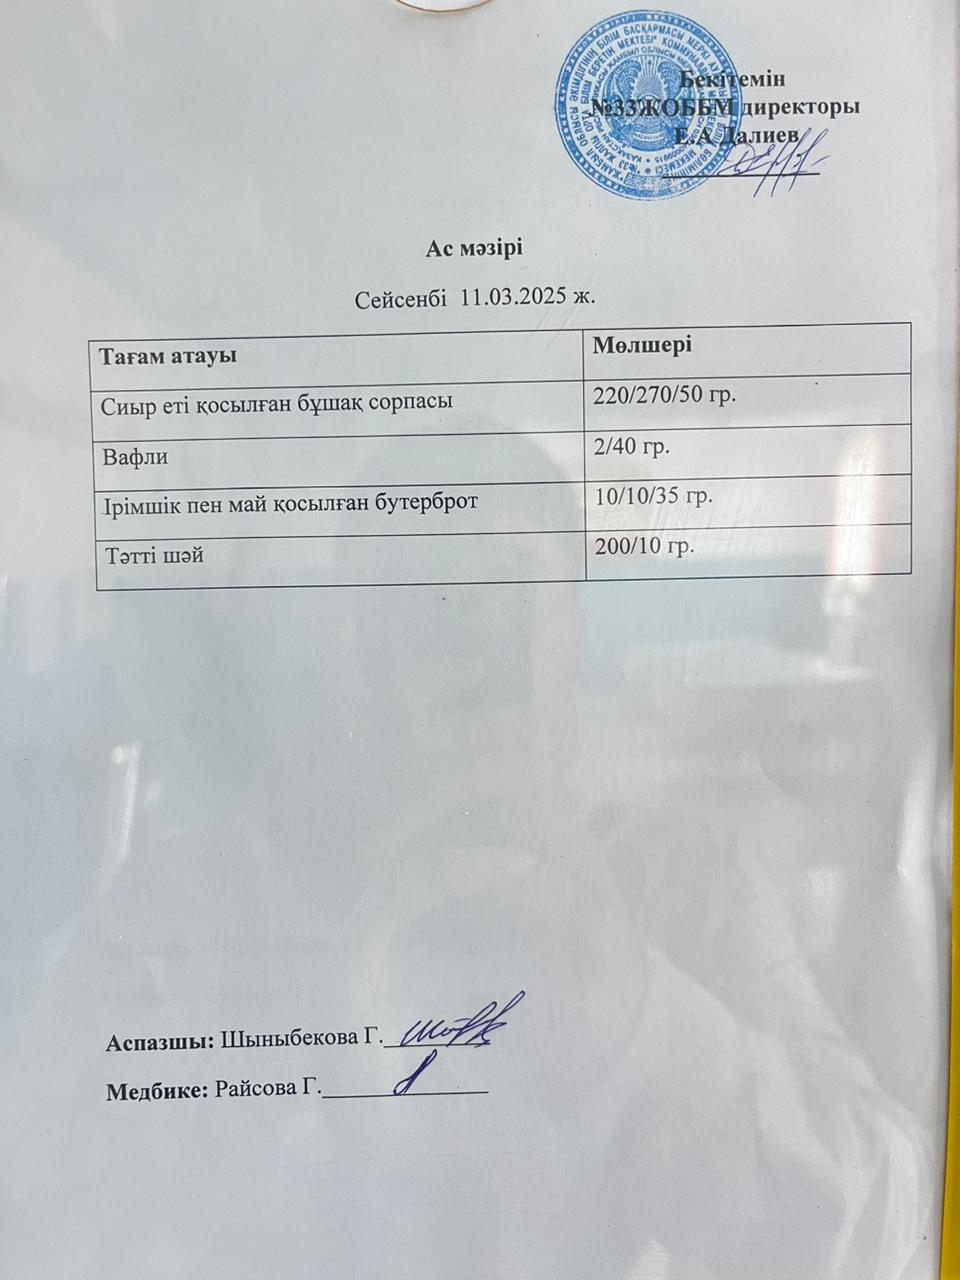 Бекітемін
№33ЖОББМ директоры
Е.А Далиев
Ас мәзірі
Сейсенбі 11.03.2025 ж.
Тағам атауы Мөлшері
Сиыр еті қосылған бұшақ сорпасы 220/270/50 гр.
Вафли 2/40 гр.
Ірімшік пен май қосылған бутерброт 10/10/35 гр.
Тәтті шәй 200/10 гр.
Аспазшы: Шыныбекова Г.
Медбике: Райсова Г.